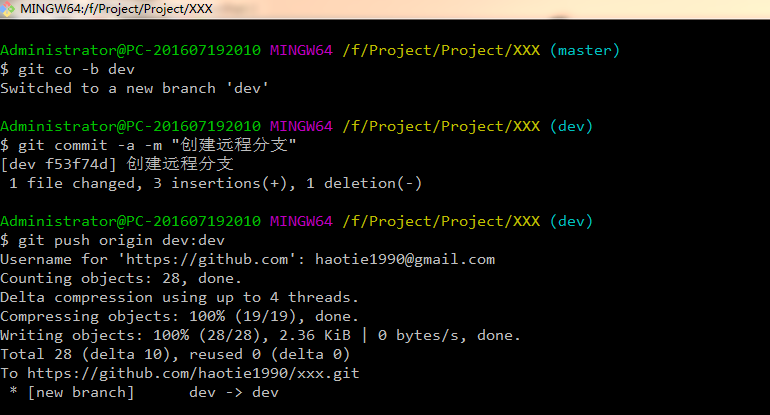 MINGW64:/f/Project/Project/XXX
Administrator@PC-201607192010 MINGW64 /f/Project/Project/XXX (master)
$ git co -b dev
Switched to a new branch 'dev'
Administrator@PC-201607192010 MINGW64 /f/Project/Project/XXX (dev)
$ git commit -a -m "创建远程分支"
[dev f53f74d] 创建远程分支
1 file changed, 3 insertions(+), 1 deletion(-)
Administrator@PC-201607192010 MINGW64 /f/Project/Project/XXX (dev)
$ git push origin dev:dev
Username for 'https://github.com': haotie1990@gmail.com
Counting objects: 28, done.
Delta compression using up to 4 threads.
Compressing objects: 100% (19/19), done.
Writing objects: 100% (28/28), 2.36 KiB | 0 bytes/s, done.
Total 28 (delta 10), reused 0 (delta 0)
To https://github.com/haotie1990/xxx.git
* [new branch]      dev -> dev